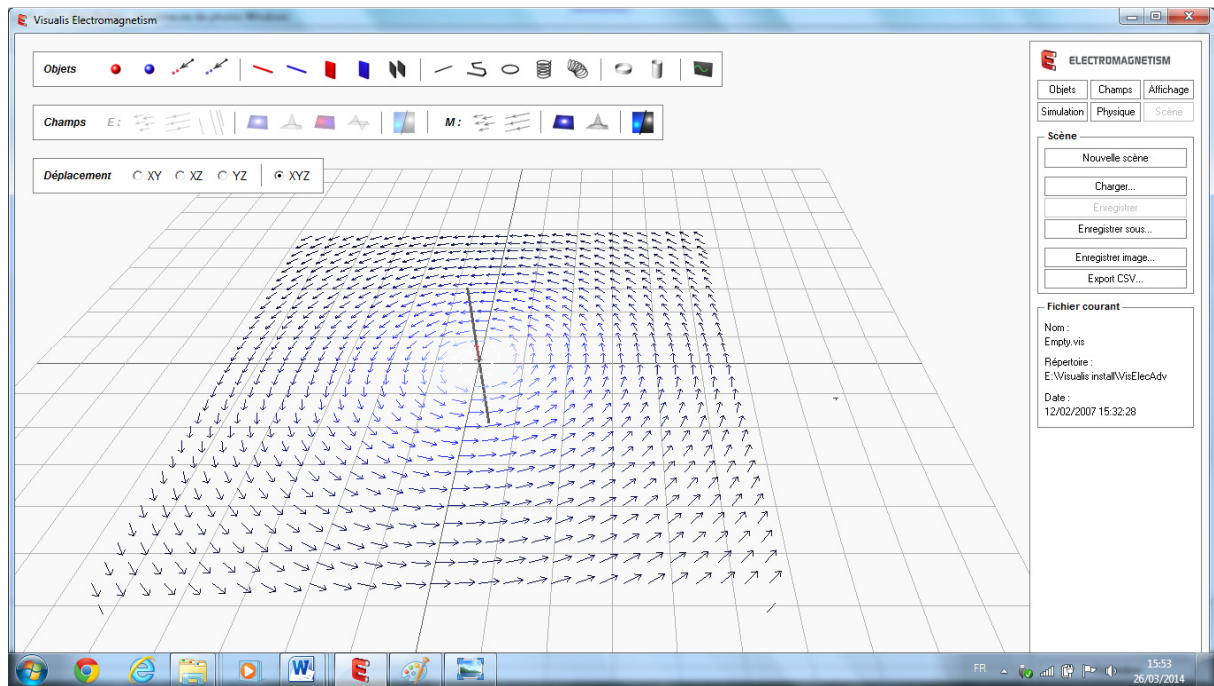 Visualis Electromagnetism
Objets
Champs E : M :
Déplacement XY XZ YZ XYZ
ELECTROMAGNETISM
Objets Champs Affichage
Simulation Physique Scène
Scène
Nouvelle scène
Charger...
Enregistrer
Enregistrer sous...
Enregistrer image...
Export CSV...
Fichier courant
Nom :
Empty.vis
Répertoire :
E:\Visualis install\VisElecAdv
Date :
12/02/2007 15:32:28
FR
15:53
26/03/2014